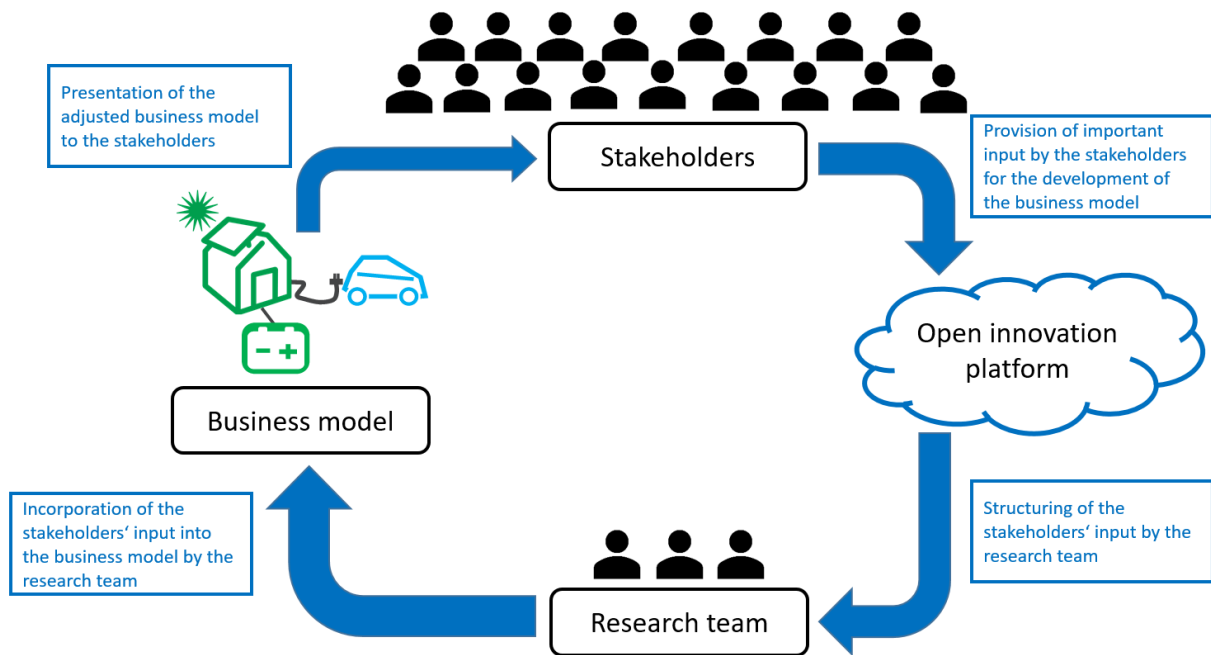 Presentation of the
adjusted business model
to the stakeholders
Stakeholders
Provision of important
input by the stakeholders
for the development of
the business model
Open innovation
platform
Structuring of the
stakeholders‘ input by the
research team
Research team
Incorporation of the
stakeholders‘ input into
the business model by the
research team
Business model